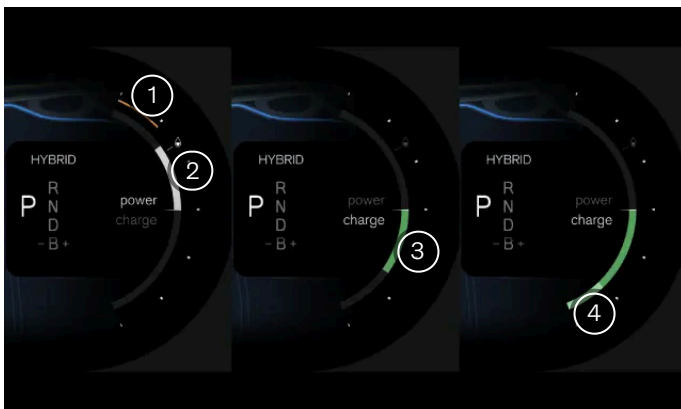 1
HYBRID
2
R
P N
D
- B +
power
charge
HYBRID
R
P N
D
- B +
power
charge
3
HYBRID
R
P N
D
- B +
power
charge
4